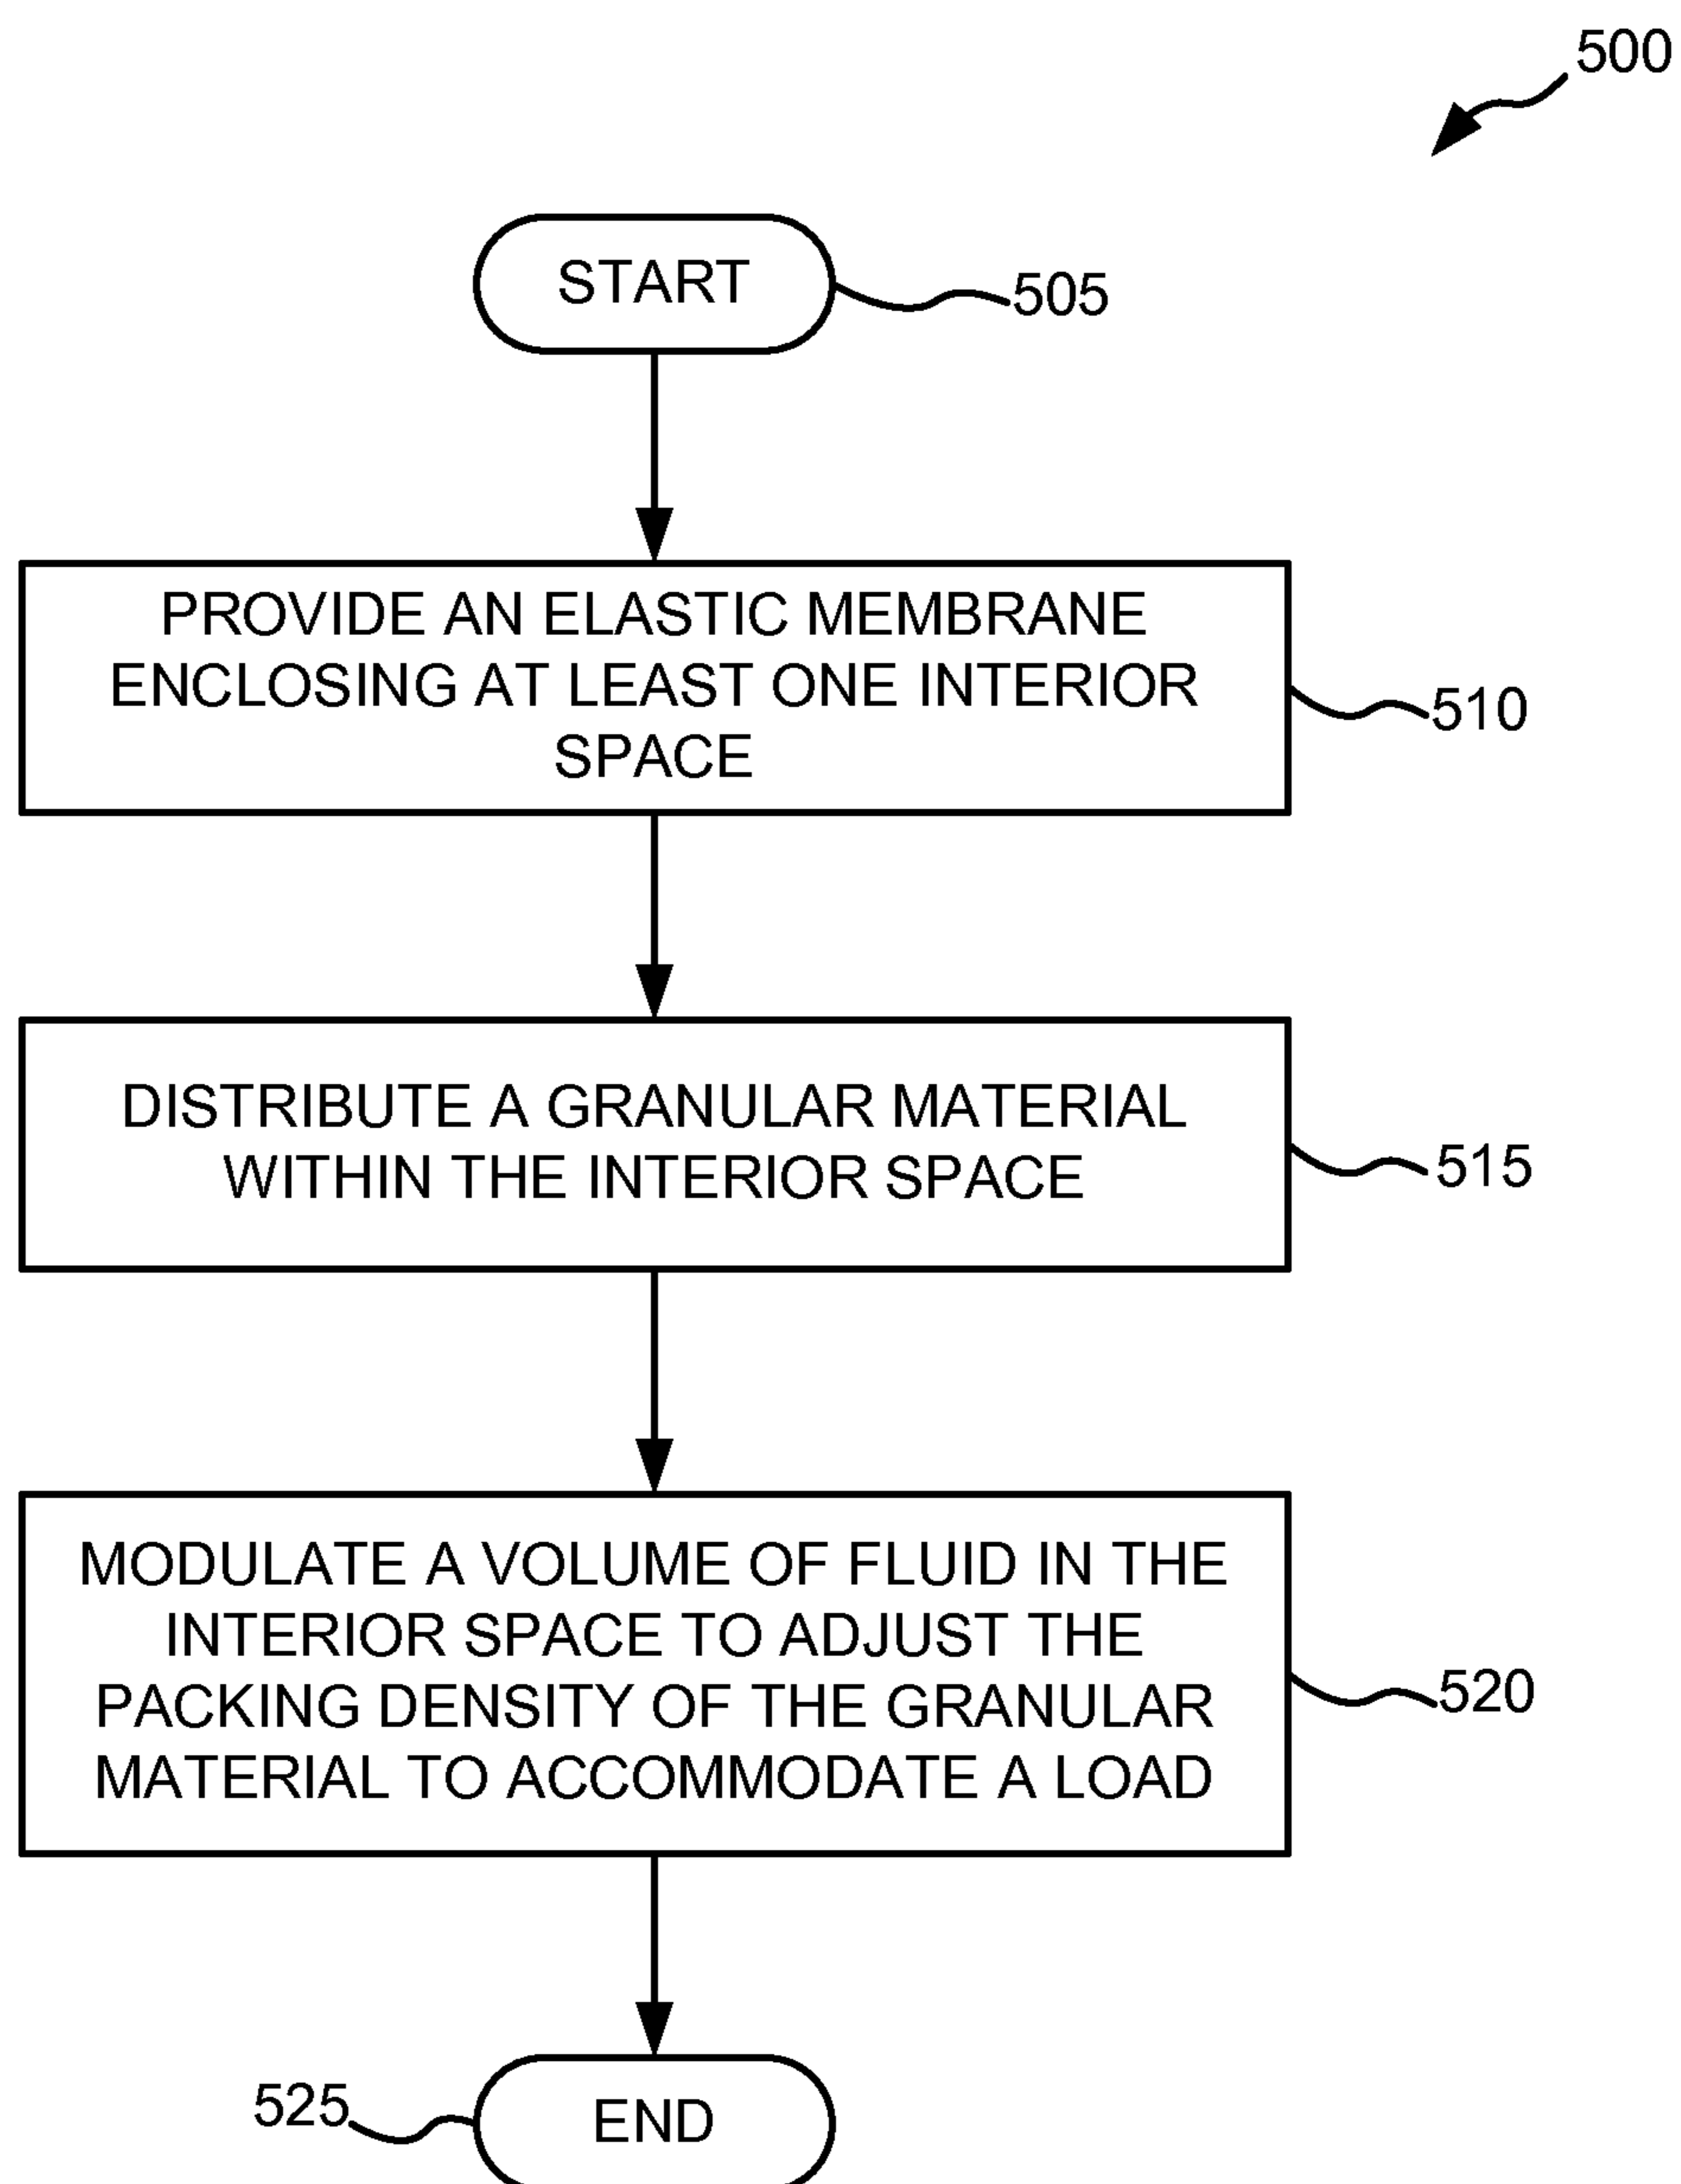 500
START
505
PROVIDE AN ELASTIC MEMBRANE
ENCLOSING AT LEAST ONE INTERIOR
SPACE
510
DISTRIBUTE A GRANULAR MATERIAL
WITHIN THE INTERIOR SPACE
515
MODULATE A VOLUME OF FLUID IN THE
INTERIOR SPACE TO ADJUST THE
PACKING DENSITY OF THE GRANULAR
MATERIAL TO ACCOMMODATE A LOAD
520
525
END